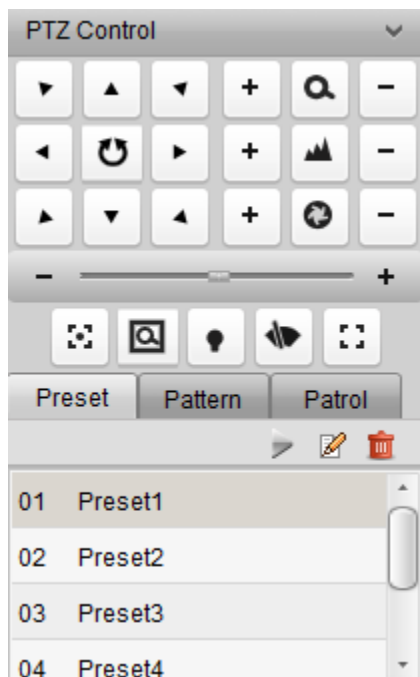 PTZ Control
Preset Pattern Patrol
01 Preset1
02 Preset2
03 Preset3
04 Preset4